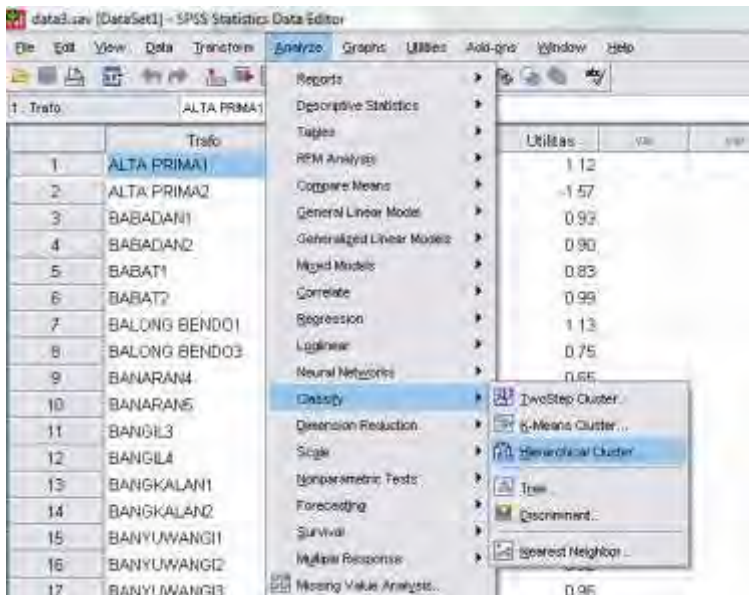 data3.sav [DataSet1] - SPSS Statistics Data Editor
File Edit View Data Transform Analyze Graphs Utilities Add-ons Window Help
1 : Trafo ALTA PRIMA1
Trafo Utilitas var
1 ALTA PRIMA1 1.12
2 ALTA PRIMA2 -1.57
3 BABADAN1 0.93
4 BABADAN2 0.90
5 BABAT1 0.83
6 BABAT2 0.99
7 BALONG BENDO1 1.13
8 BALONG BENDO3 0.75
9 BANARAN4 0.65
10 BANARAN5
11 BANGIL3
12 BANGIL4
13 BANGKALAN1
14 BANGKALAN2
15 BANYUWANGI1
16 BANYUWANGI2
17 BANYUWANGI3 0.96
Reports
Descriptive Statistics
Tables
RFM Analysis
Compare Means
General Linear Model
Generalized Linear Models
Mixed Models
Correlate
Regression
Loglinear
Neural Networks
Classify
Dimension Reduction
Scale
Nonparametric Tests
Forecasting
Survival
Multiple Response
Missing Value Analysis...
TwoStep Cluster...
K-Means Cluster...
Hierarchical Cluster...
Tree...
Discriminant...
Nearest Neighbor...